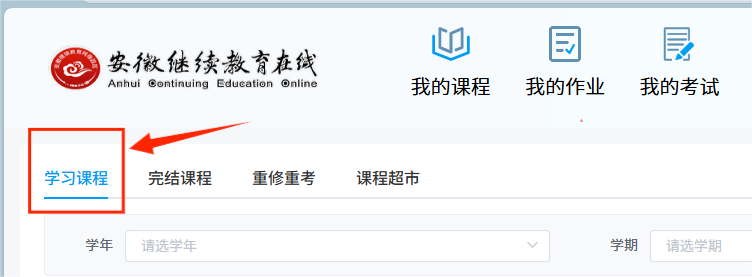 安徽继续教育在线
Anhui Continuing Education Online
我的课程
我的作业
我的考试
学习课程
完结课程
重修重考
课程超市
学年
请选学年
学期
请选学期